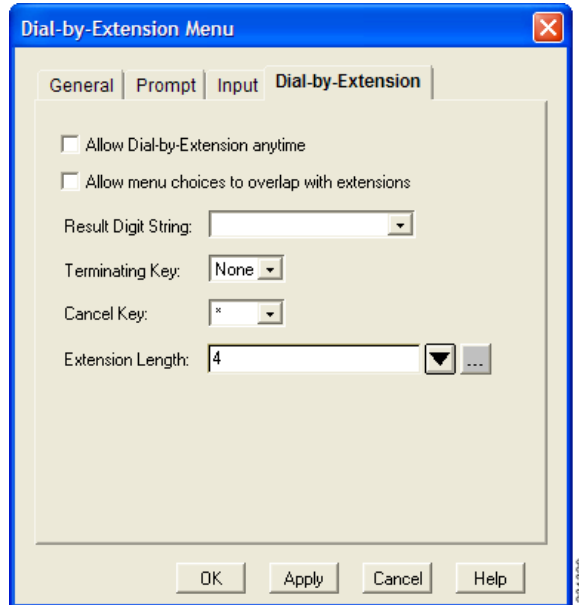 Dial-by-Extension Menu
General Prompt Input Dial-by-Extension
Allow Dial-by-Extension anytime
Allow menu choices to overlap with extensions
Result Digit String:
Terminating Key: None
Cancel Key: *
Extension Length: 4 ...
OK Apply Cancel Help